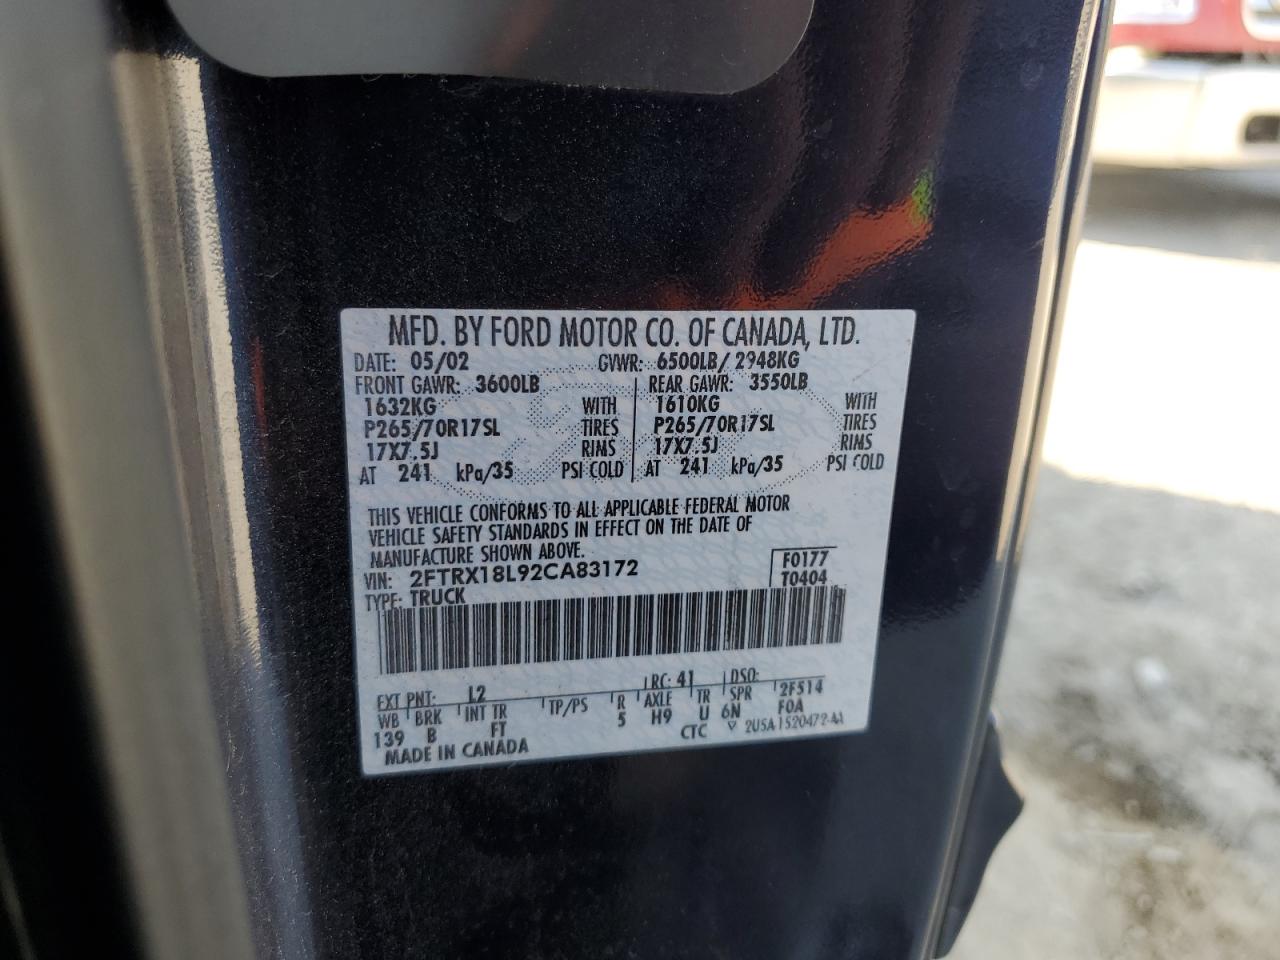 MFD. BY FORD MOTOR CO. OF CANADA, LTD.
DATE: 05/02 GVWR: 6500LB/ 2948KG
FRONT GAWR: 3600LB REAR GAWR: 3550LB
1632KG WITH 1610KG WITH
P265/70R17SL TIRES P265/70R17SL TIRES
17X7.5J RIMS 17X7.5J RIMS
AT 241 kPa/35 PSI COLD AT 241 kPa/35 PSI COLD
THIS VEHICLE CONFORMS TO ALL APPLICABLE FEDERAL MOTOR
VEHICLE SAFETY STANDARDS IN EFFECT ON THE DATE OF
MANUFACTURE SHOWN ABOVE.
VIN: 2FTRX18L92CA83172 F0177
TYPE: TRUCK T0404
EXT PNT: L2 RC: 41 DSO:
WB BRK INT TR TP/PS R AXLE TR SPR 2F514
139 B FT 5 H9 U 6N F0A
MADE IN CANADA CTC ▽ 2U5A 1520472-AA